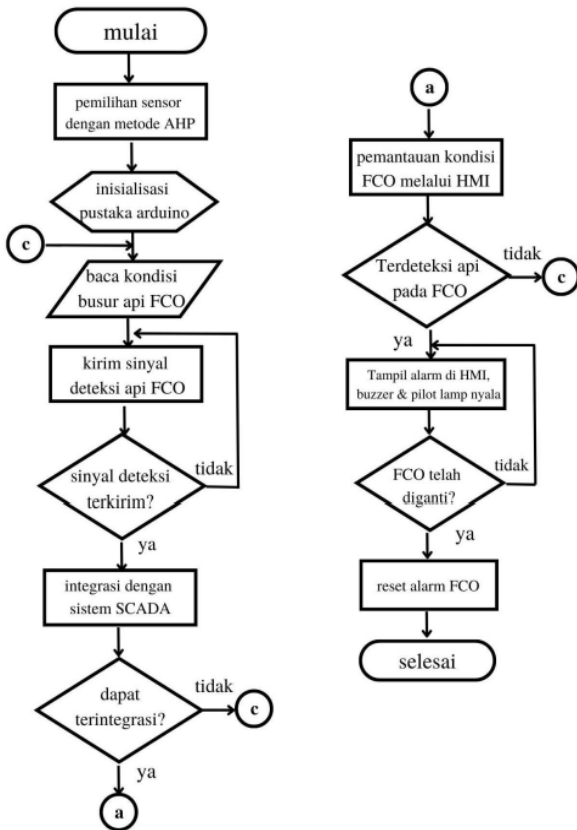 mulai
pemilihan sensor
dengan metode AHP
inisialisasi
pustaka arduino
c
baca kondisi
busur api FCO
kirim sinyal
deteksi api FCO
sinyal deteksi
terkirim?
tidak
ya
integrasi dengan
sistem SCADA
dapat
terintegrasi?
tidak
c
ya
a
a
pemantauan kondisi
FCO melalui HMI
Terdeteksi api
pada FCO
tidak
c
ya
Tampil alarm di HMI,
buzzer & pilot lamp nyala
FCO telah
diganti?
tidak
ya
reset alarm FCO
selesai